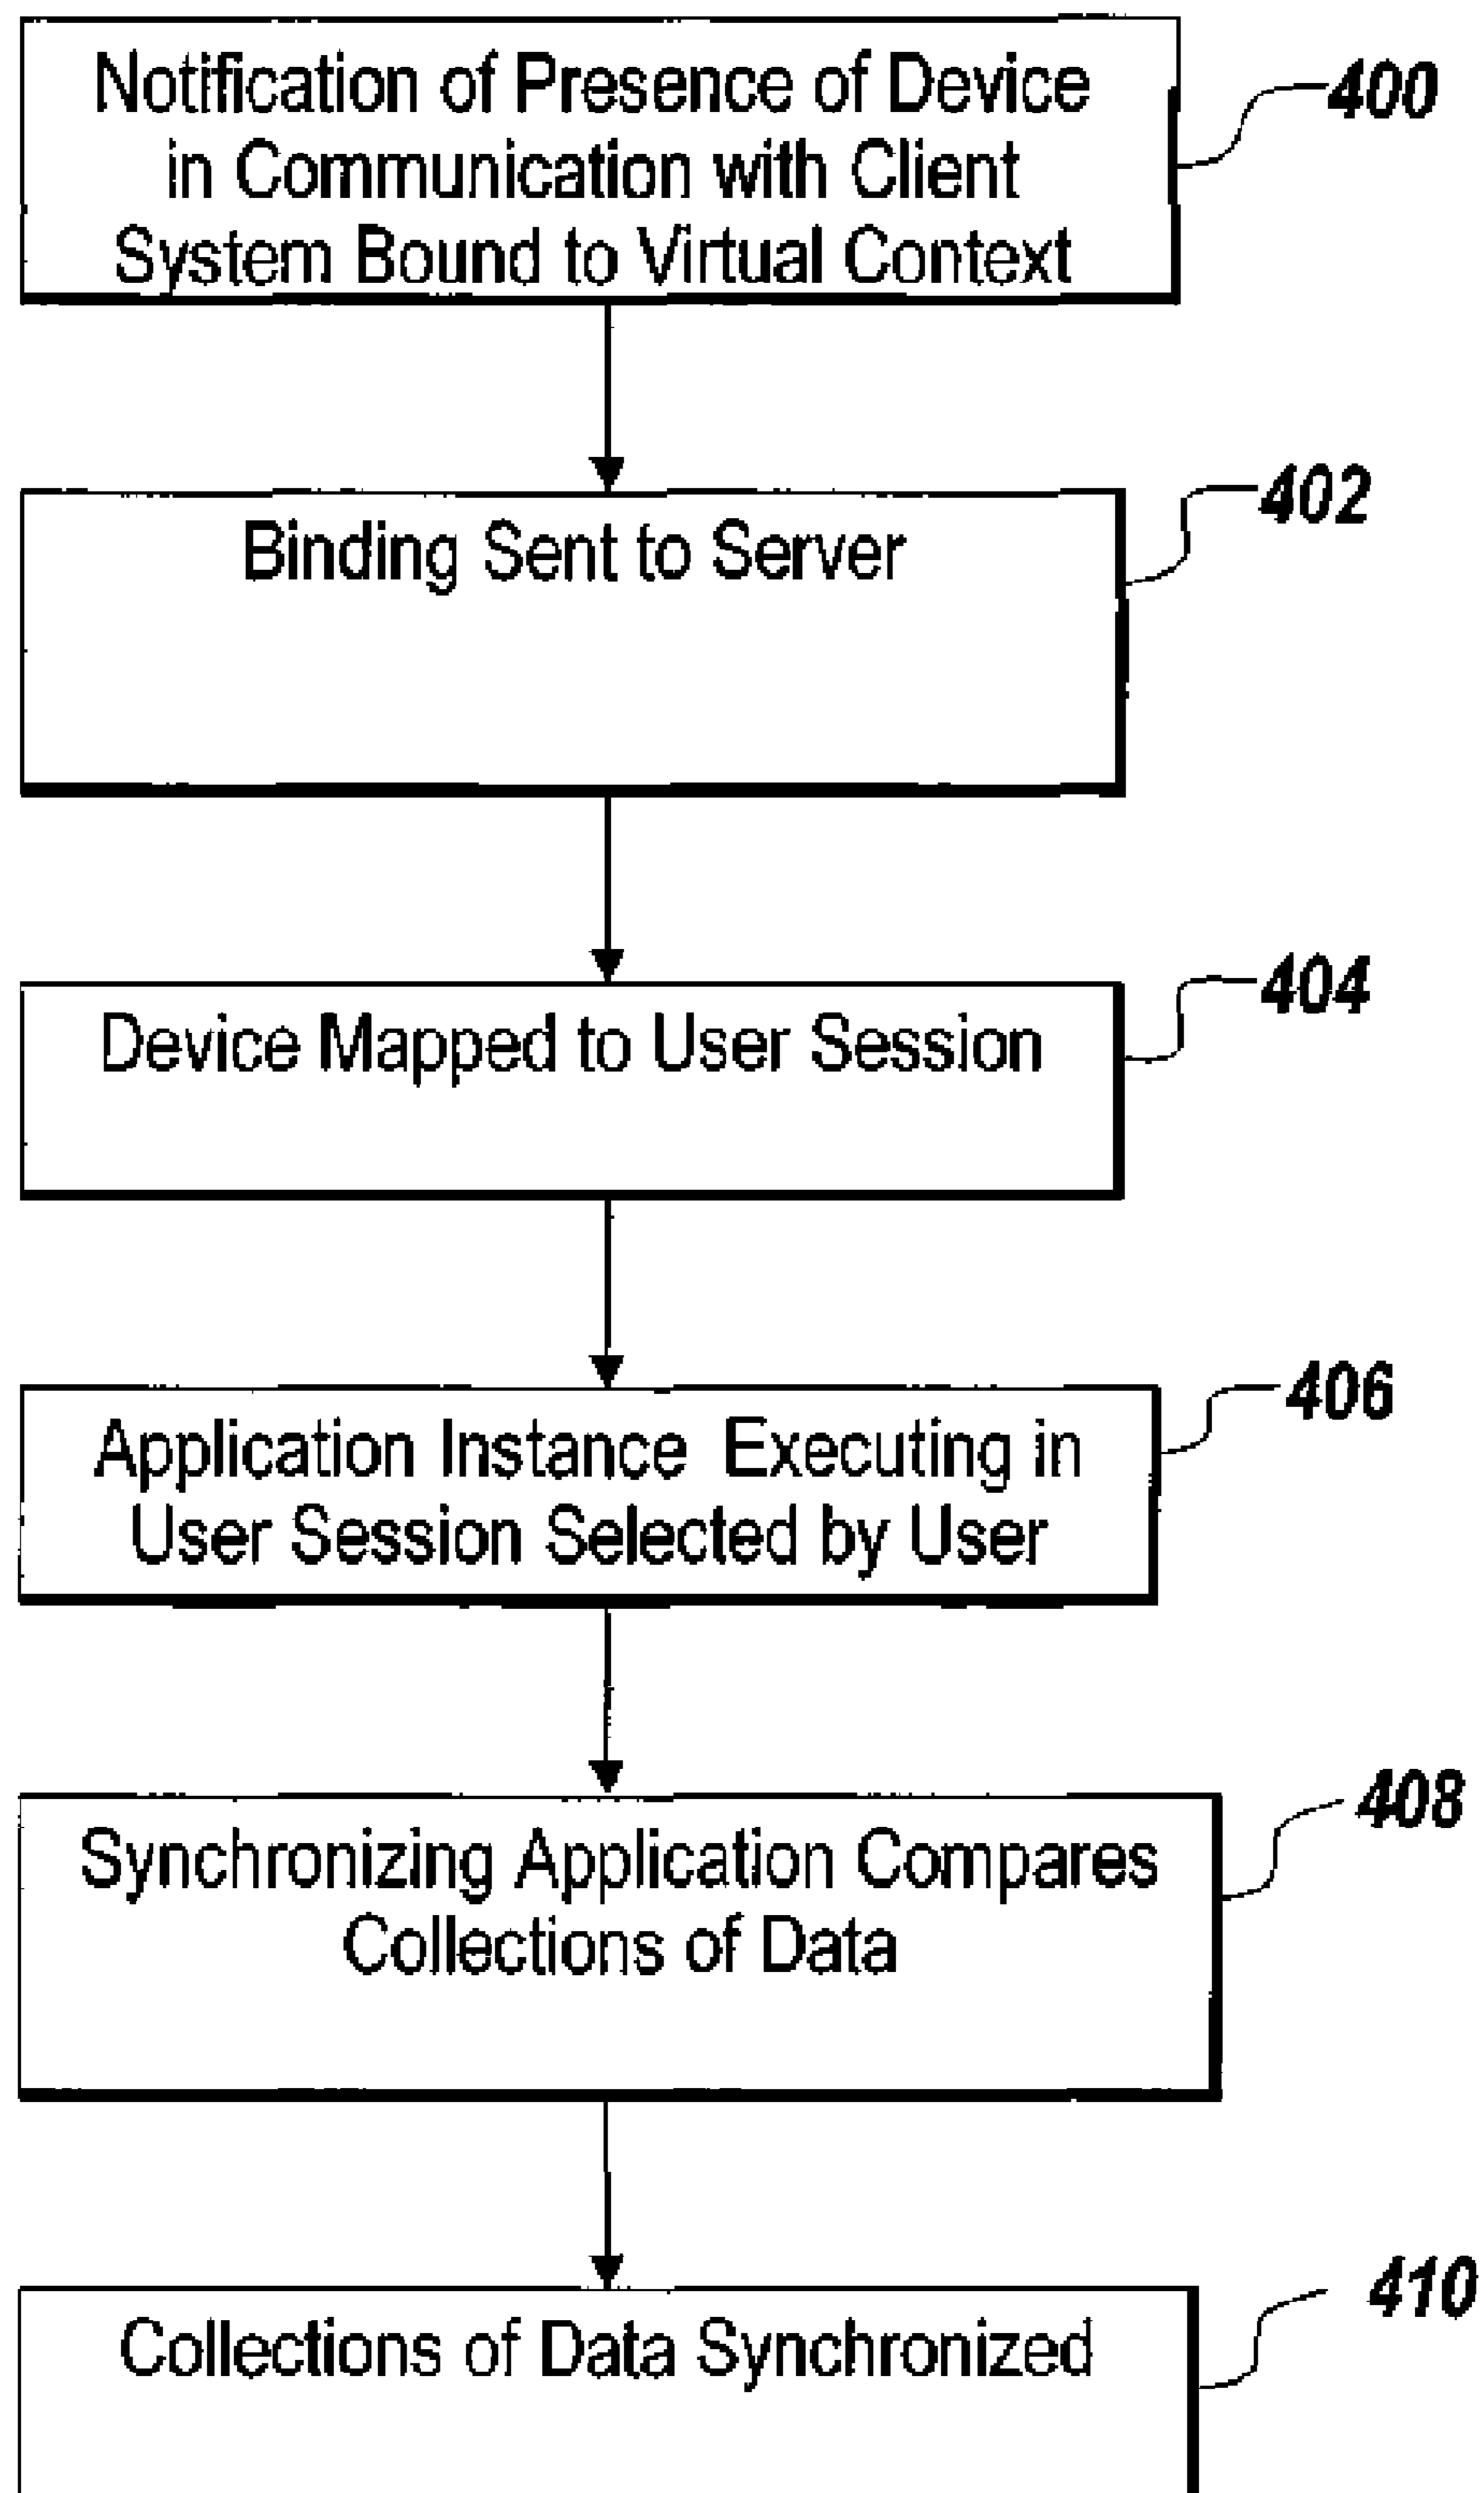 Notification of Presence of Device
in Communication with Client
System Bound to Virtual Context
400
Binding Sent to Server
402
Device Mapped to User Session
404
Application Instance Executing in
User Session Selected by User
406
Synchronizing Application Compares
Collections of Data
408
Collections of Data Synchronized
410